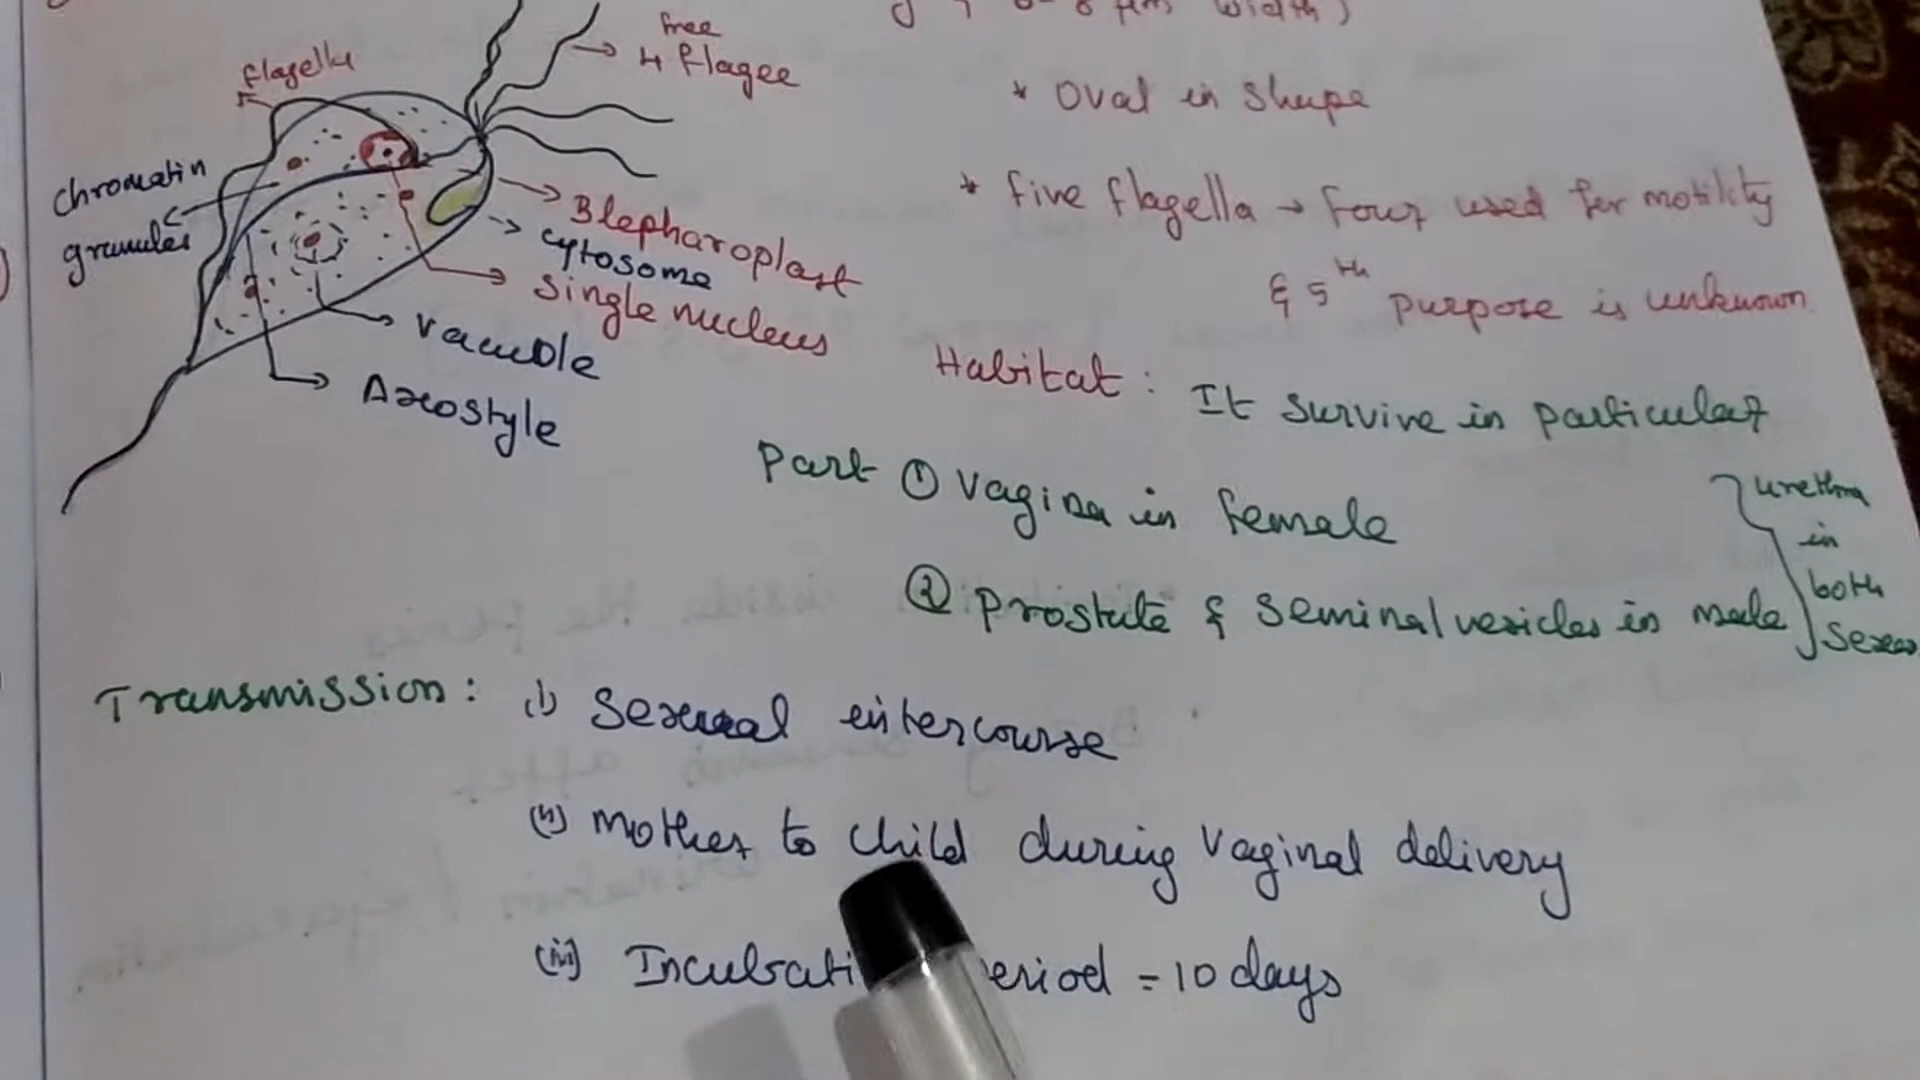 flagella
free
4 flagee
chromatin
granules
Blepharoplast
cytosome
Single nucleus
Vacuole
Axostyle
width)
* Oval in shape
* Five flagella → Four used for motility
& 5th purpose is unknown
Habitat : It survive in particular
Part ① Vagina in female
② Prostate & Seminal vesicles in male
urethra
in
both
Sexes
Transmission : (i) Sexual intercourse
(ii) Mother to child during vaginal delivery
(iii) Incubati eriod = 10 days